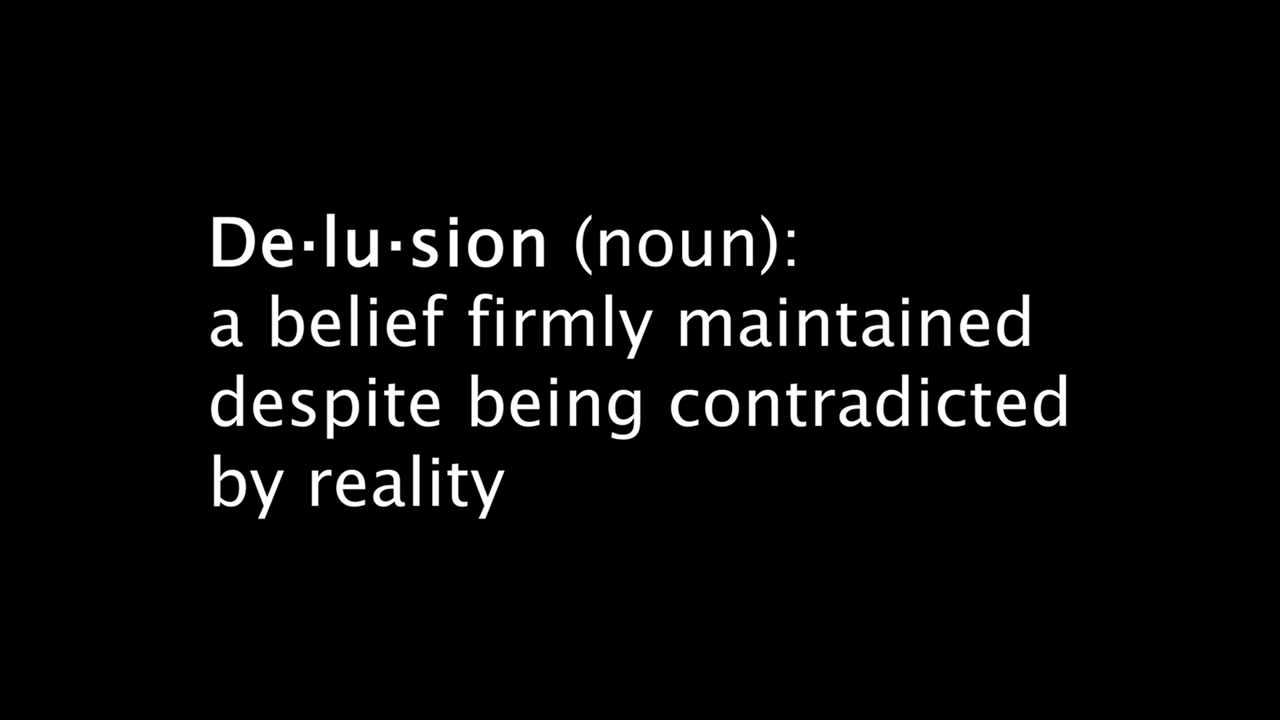 De·lu·sion (noun):
a belief firmly maintained
despite being contradicted
by reality